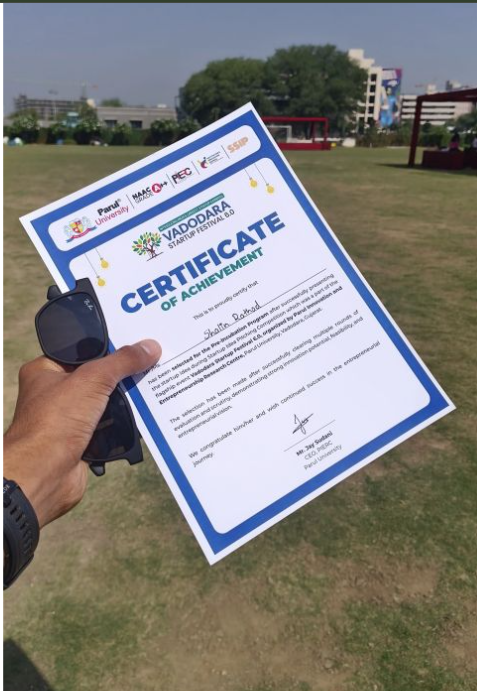 Parul®
University
NAAC A++
GRADE
PIERC
SSIP
VADODARA
STARTUP FESTIVAL 6.0
CERTIFICATE
OF ACHIEVEMENT
This is to proudly certify that
Rathod
has been selected for the Pre-Incubation Program after successfully presenting
the startup idea during Startup Idea Pitching Competition which was a part of the
flagship event Vadodara Startup Festival 6.0, organised by Parul Innovation and
Entrepreneurship Research Centre, Parul University, Vadodara, Gujarat.
The selection has been made after successfully clearing multiple rounds of
evaluation and scrutiny, demonstrating strong innovation potential, feasibility, and
entrepreneurial vision.
We congratulate him/her and wish continued success in the entrepreneurial
journey.
Mr. Jay Sudani
CEO, PIERC
Parul University